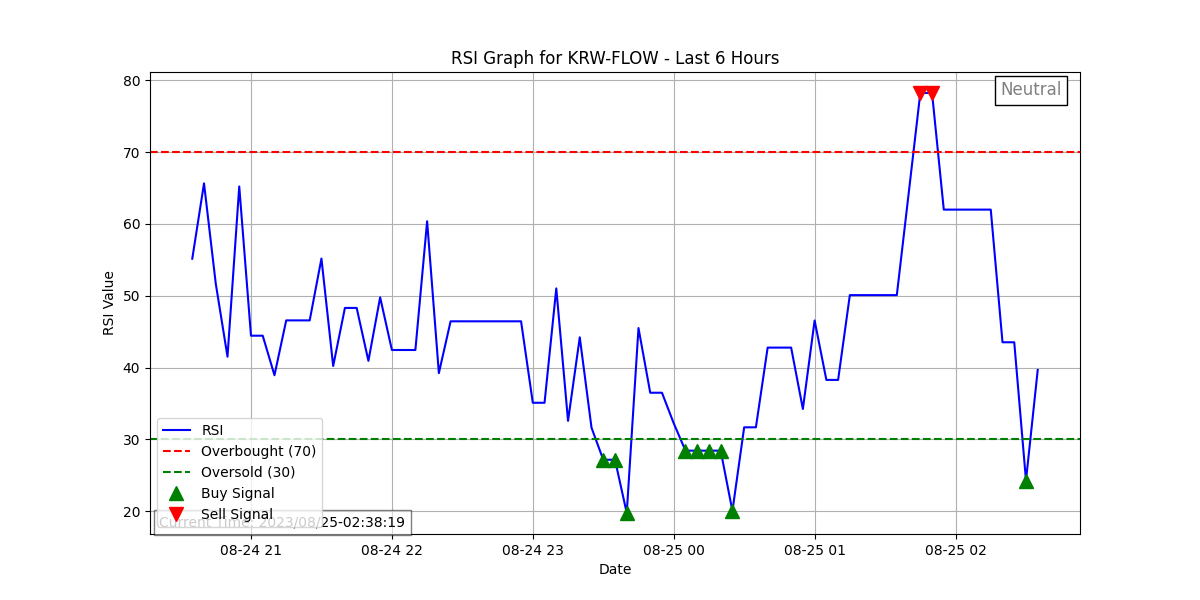 RSI Graph for KRW-FLOW - Last 6 Hours
Neutral
80
70
60
50
40
30
20
RSI Value
RSI
Overbought (70)
Oversold (30)
Buy Signal
Sell Signal
Current Time: 2023/08/25-02:38:19
08-24 21
08-24 22
08-24 23
08-25 00
08-25 01
08-25 02
Date